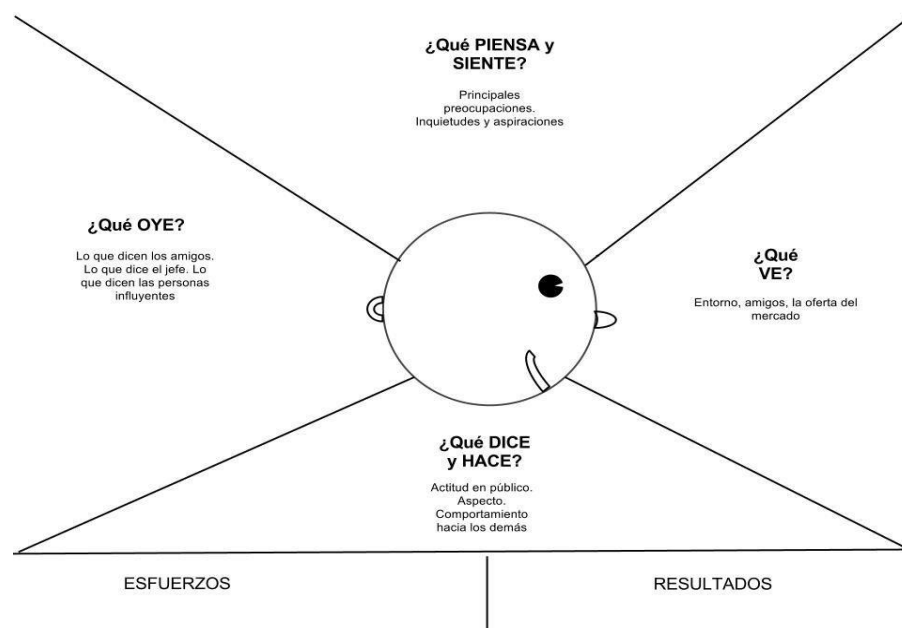 ¿Qué PIENSA y
SIENTE?
Principales
preocupaciones.
Inquietudes y aspiraciones
¿Qué OYE?
Lo que dicen los amigos.
Lo que dice el jefe. Lo
que dicen las personas
influyentes
¿Qué
VE?
Entorno, amigos, la oferta del
mercado
¿Qué DICE
y HACE?
Actitud en público.
Aspecto.
Comportamiento
hacia los demás
ESFUERZOS
RESULTADOS